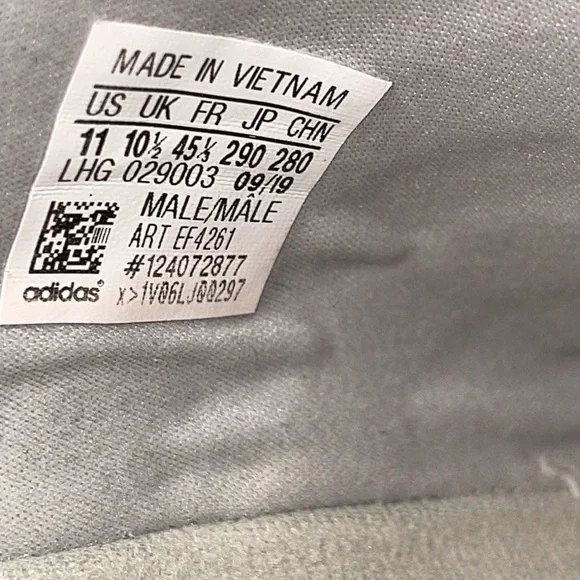 MADE IN VIETNAM
US UK FR JP CHN
11 10½ 45⅓ 290 280
LHG 029003 09/19
MALE/MÂLE
ART EF4261
#124072877
adidas® x>1V06LJ00297